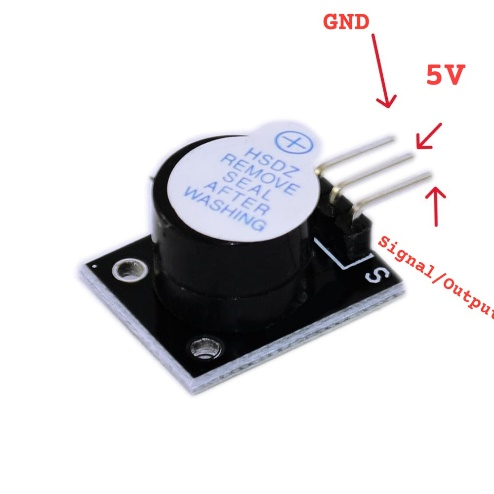 GND
5V
HSDZ
REMOVE
SEAL
AFTER
WASHING
Signal/Output
S